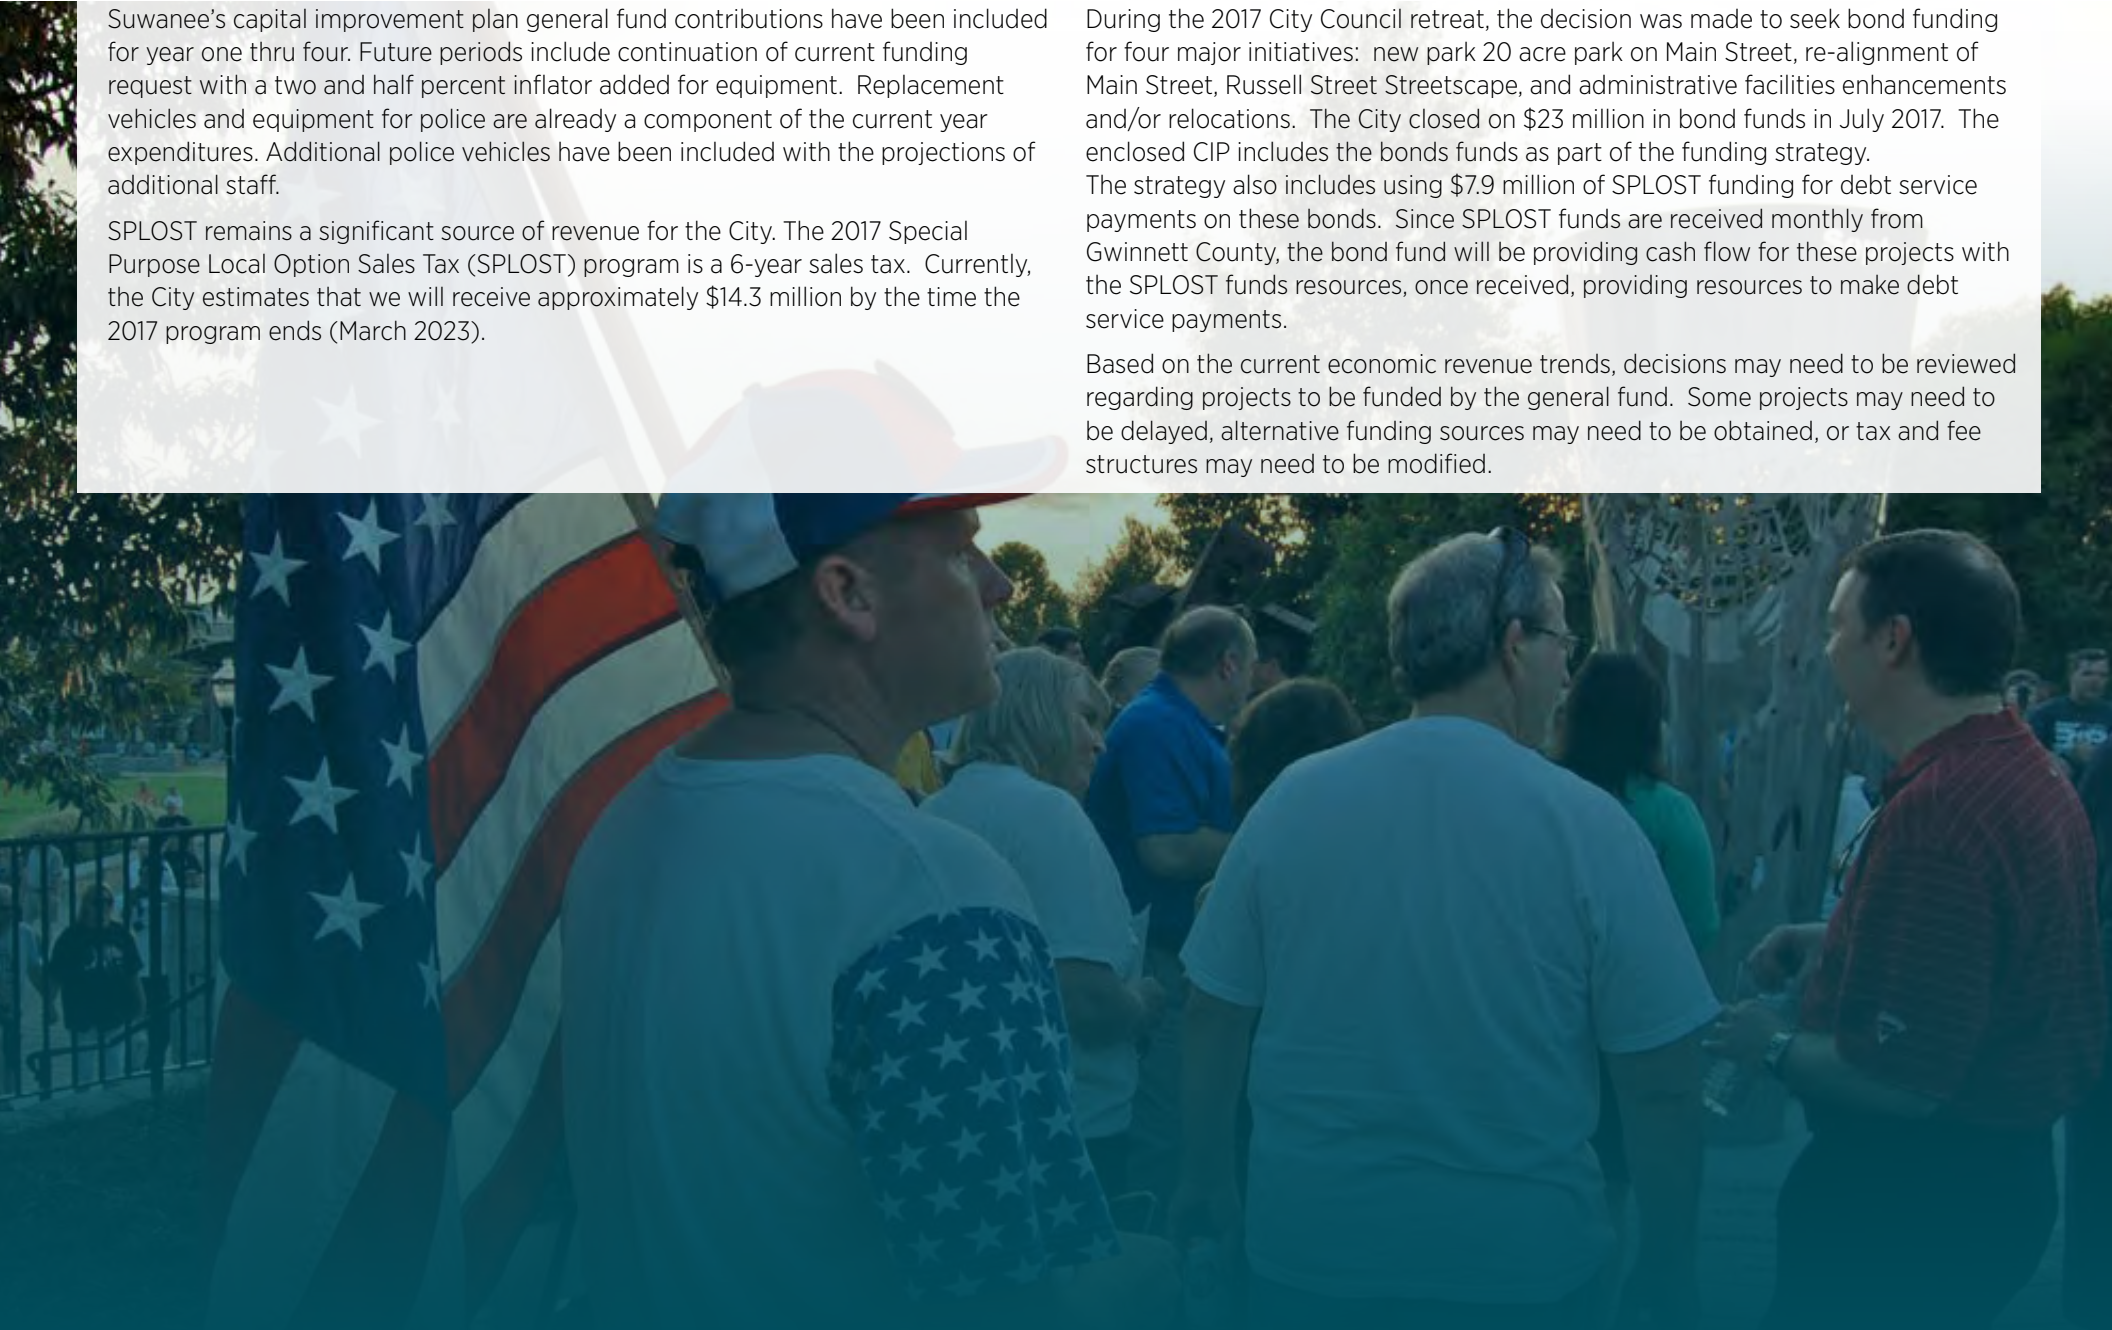 Suwanee’s capital improvement plan general fund contributions have been included
for year one thru four. Future periods include continuation of current funding
request with a two and half percent inflator added for equipment.  Replacement
vehicles and equipment for police are already a component of the current year
expenditures. Additional police vehicles have been included with the projections of
additional staff.
SPLOST remains a significant source of revenue for the City. The 2017 Special
Purpose Local Option Sales Tax (SPLOST) program is a 6-year sales tax.  Currently,
the City estimates that we will receive approximately $14.3 million by the time the
2017 program ends (March 2023).
During the 2017 City Council retreat, the decision was made to seek bond funding
for four major initiatives:  new park 20 acre park on Main Street, re-alignment of
Main Street, Russell Street Streetscape, and administrative facilities enhancements
and/or relocations.  The City closed on $23 million in bond funds in July 2017.  The
enclosed CIP includes the bonds funds as part of the funding strategy.
The strategy also includes using $7.9 million of SPLOST funding for debt service
payments on these bonds.  Since SPLOST funds are received monthly from
Gwinnett County, the bond fund will be providing cash flow for these projects with
the SPLOST funds resources, once received, providing resources to make debt
service payments.
Based on the current economic revenue trends, decisions may need to be reviewed
regarding projects to be funded by the general fund.  Some projects may need to
be delayed, alternative funding sources may need to be obtained, or tax and fee
structures may need to be modified.